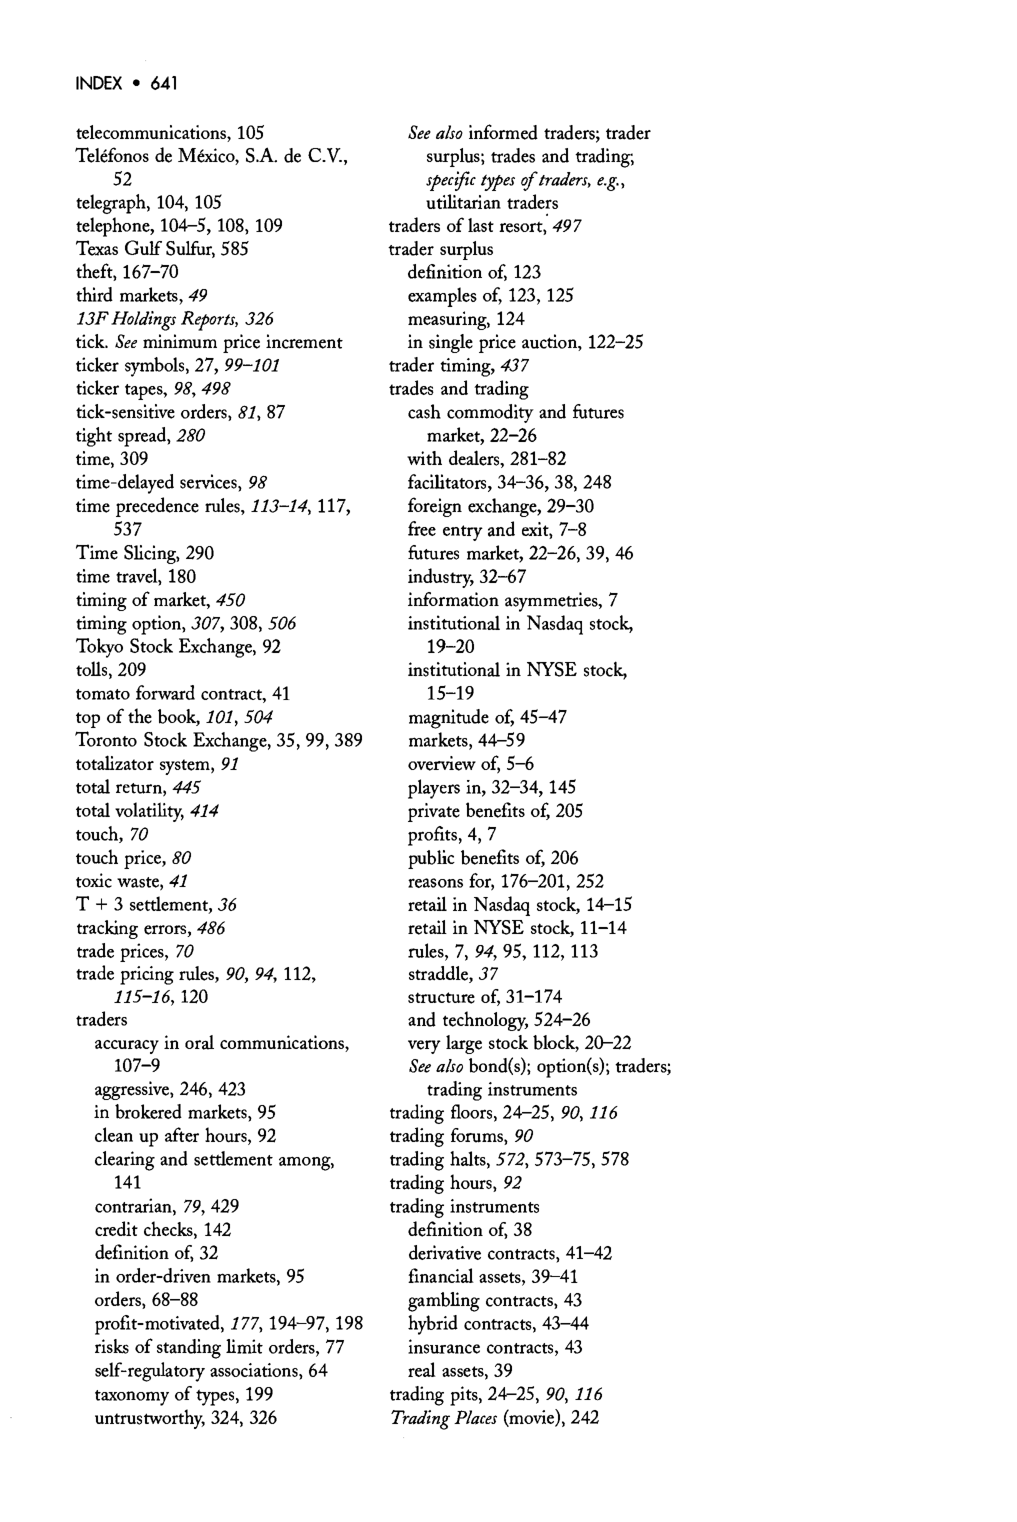 INDEX • 641
telecommunications, 105
Teléfonos de México, S.A. de C.V.,
52
telegraph, 104, 105
telephone, 104–5, 108, 109
Texas Gulf Sulfur, 585
theft, 167–70
third markets, 49
13F Holdings Reports, 326
tick. See minimum price increment
ticker symbols, 27, 99–101
ticker tapes, 98, 498
tick-sensitive orders, 81, 87
tight spread, 280
time, 309
time-delayed services, 98
time precedence rules, 113–14, 117,
537
Time Slicing, 290
time travel, 180
timing of market, 450
timing option, 307, 308, 506
Tokyo Stock Exchange, 92
tolls, 209
tomato forward contract, 41
top of the book, 101, 504
Toronto Stock Exchange, 35, 99, 389
totalizator system, 91
total return, 445
total volatility, 414
touch, 70
touch price, 80
toxic waste, 41
T + 3 settlement, 36
tracking errors, 486
trade prices, 70
trade pricing rules, 90, 94, 112,
115–16, 120
traders
accuracy in oral communications,
107–9
aggressive, 246, 423
in brokered markets, 95
clean up after hours, 92
clearing and settlement among,
141
contrarian, 79, 429
credit checks, 142
definition of, 32
in order-driven markets, 95
orders, 68–88
profit-motivated, 177, 194–97, 198
risks of standing limit orders, 77
self-regulatory associations, 64
taxonomy of types, 199
untrustworthy, 324, 326
See also informed traders; trader
surplus; trades and trading;
specific types of traders, e.g.,
utilitarian traders
traders of last resort, 497
trader surplus
definition of, 123
examples of, 123, 125
measuring, 124
in single price auction, 122–25
trader timing, 437
trades and trading
cash commodity and futures
market, 22–26
with dealers, 281–82
facilitators, 34–36, 38, 248
foreign exchange, 29–30
free entry and exit, 7–8
futures market, 22–26, 39, 46
industry, 32–67
information asymmetries, 7
institutional in Nasdaq stock,
19–20
institutional in NYSE stock,
15–19
magnitude of, 45–47
markets, 44–59
overview of, 5–6
players in, 32–34, 145
private benefits of, 205
profits, 4, 7
public benefits of, 206
reasons for, 176–201, 252
retail in Nasdaq stock, 14–15
retail in NYSE stock, 11–14
rules, 7, 94, 95, 112, 113
straddle, 37
structure of, 31–174
and technology, 524–26
very large stock block, 20–22
See also bond(s); option(s); traders;
trading instruments
trading floors, 24–25, 90, 116
trading forums, 90
trading halts, 572, 573–75, 578
trading hours, 92
trading instruments
definition of, 38
derivative contracts, 41–42
financial assets, 39–41
gambling contracts, 43
hybrid contracts, 43–44
insurance contracts, 43
real assets, 39
trading pits, 24–25, 90, 116
Trading Places (movie), 242